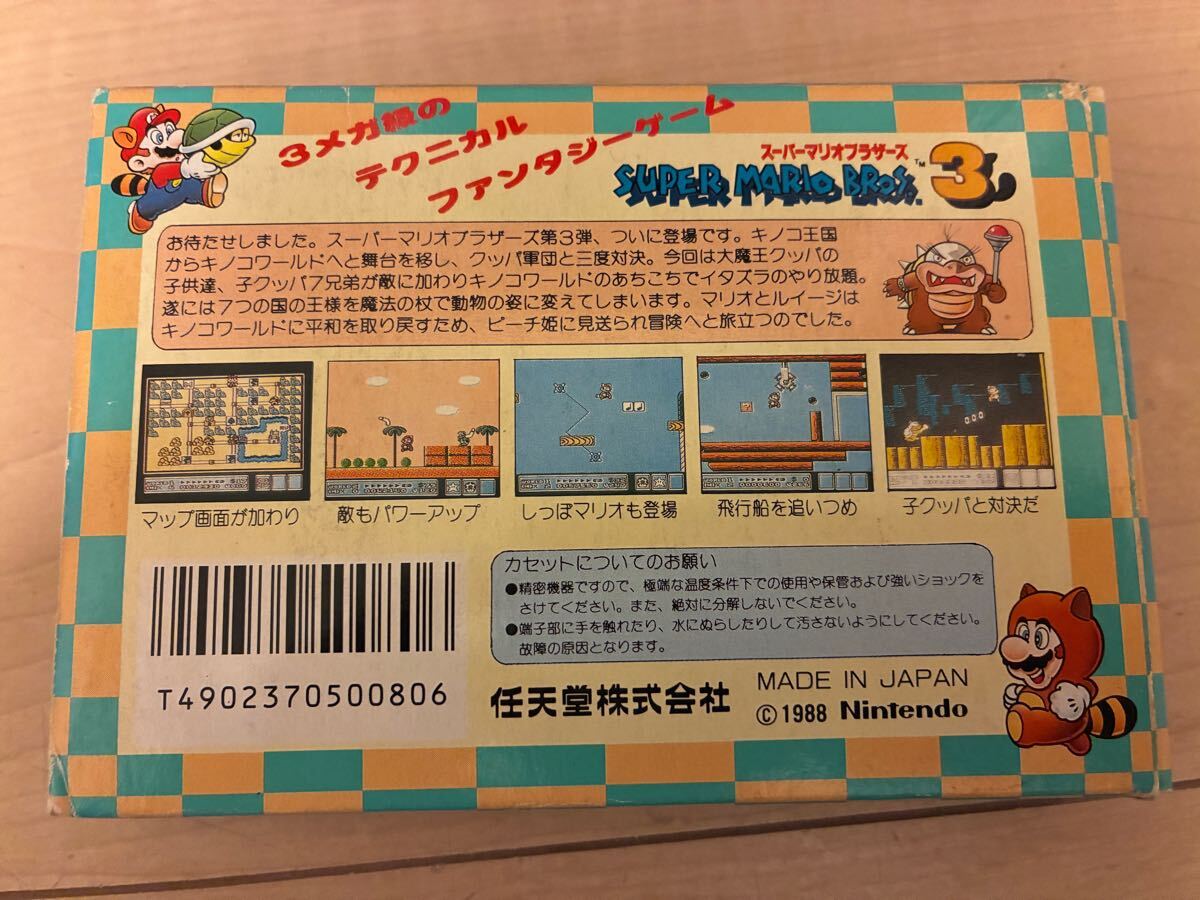 3メガ級の
テクニカル
ファンタジーゲーム
スーパーマリオブラザーズ
SUPER MARIO BROS. 3
TM
お待たせしました。スーパーマリオブラザーズ第3弾、ついに登場です。キノコ王国
からキノコワールドへと舞台を移し、クッパ軍団と三度対決。今回は大魔王クッパの
子供達、子クッパ7兄弟が敵に加わりキノコワールドのあちこちでイタズラのやり放題。
遂には7つの国の王様を魔法の杖で動物の姿に変えてしまいます。マリオとルイージは
キノコワールドに平和を取り戻すため、ピーチ姫に見送られ冒険へと旅立つのでした。
マップ画面が加わり
敵もパワーアップ
しっぽマリオも登場
飛行船を追いつめ
子クッパと対決だ
カセットについてのお願い
●精密機器ですので、極端な温度条件下での使用や保管および強いショックを
さけてください。また、絶対に分解しないでください。
●端子部に手を触れたり、水にぬらしたりして汚さないようにしてください。
故障の原因となります。
T4902370500806
任天堂株式会社
MADE IN JAPAN
©1988 Nintendo